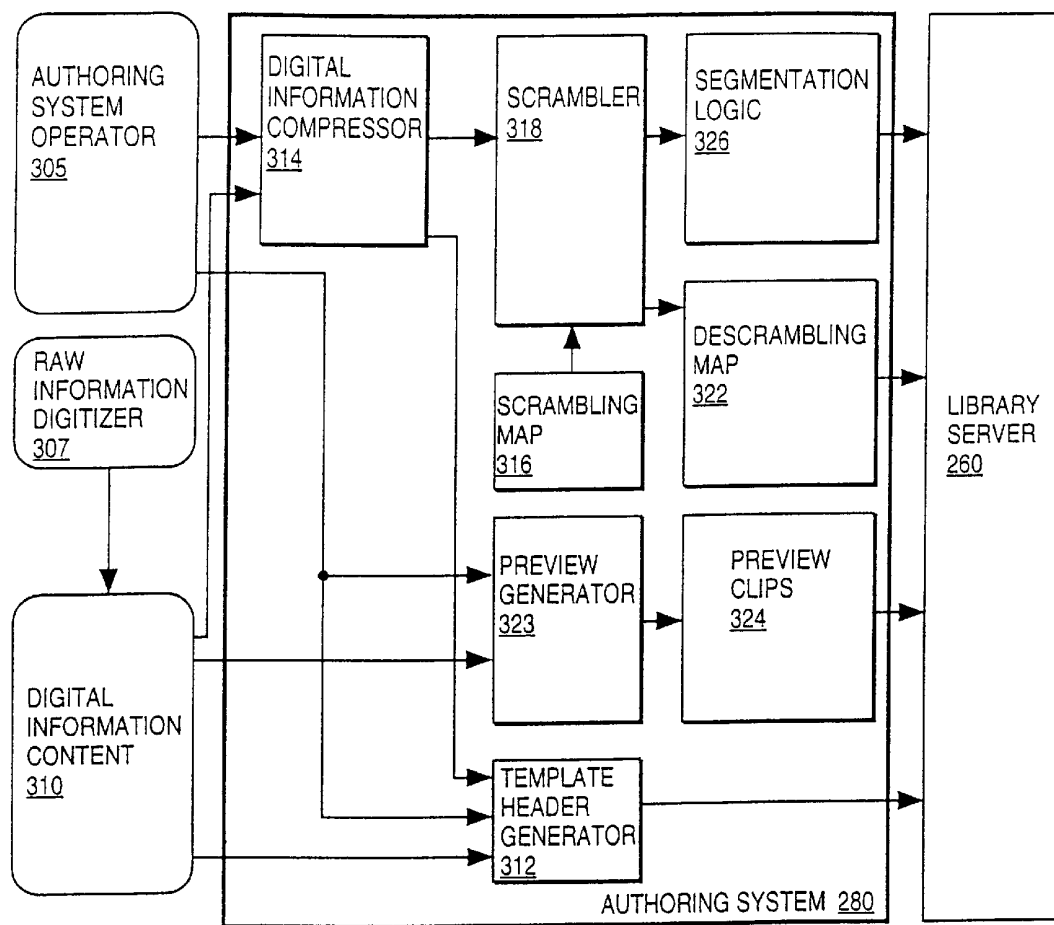 AUTHORING
SYSTEM
OPERATOR
305
RAW
INFORMATION
DIGITIZER
307
DIGITAL
INFORMATION
CONTENT
310
DIGITAL
INFORMATION
COMPRESSOR
314
SCRAMBLER
318
SEGMENTATION
LOGIC
326
SCRAMBLING
MAP
316
DESCRAMBLING
MAP
322
PREVIEW
GENERATOR
323
PREVIEW
CLIPS
324
TEMPLATE
HEADER
GENERATOR
312
AUTHORING SYSTEM 280
LIBRARY
SERVER
260